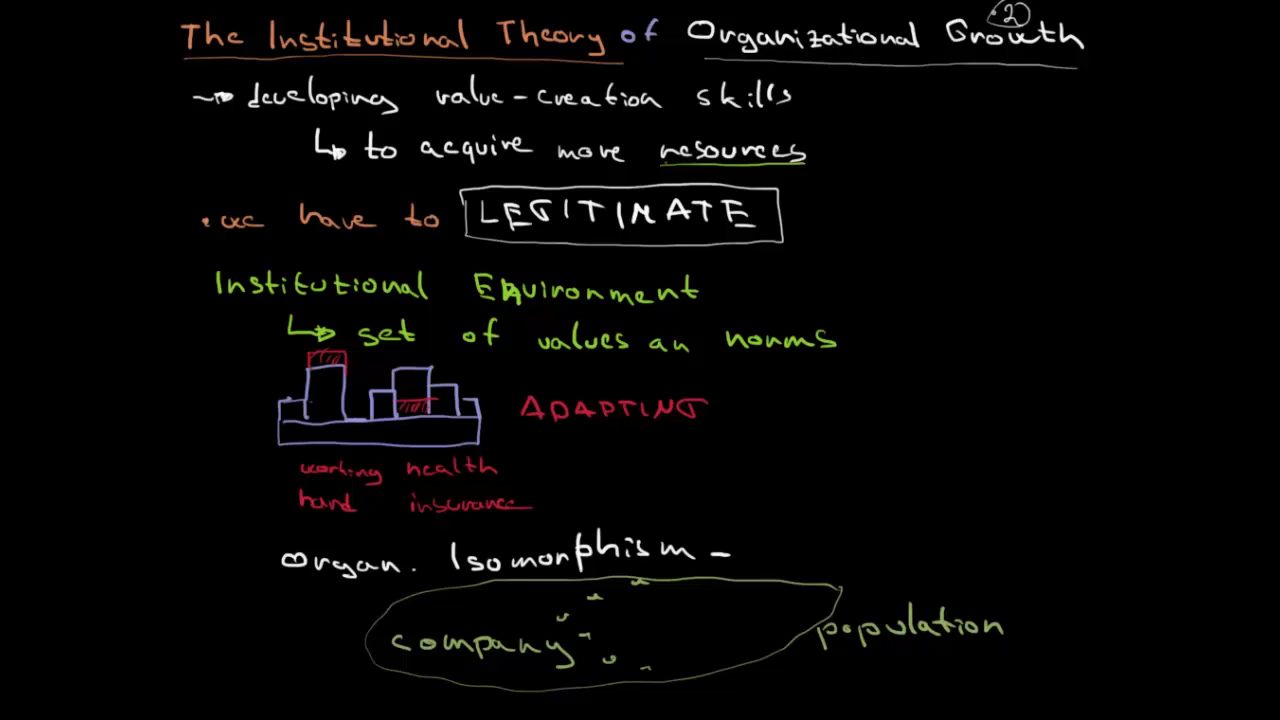 2
The Institutional Theory of Organizational Growth
developing value-creation skills
to acquire more resources
• we have to LEGITIMATE
Institutional Environment
set of values an norms
ADAPTING
working health
hard insurance
Organ. Isomorphism -
company
population